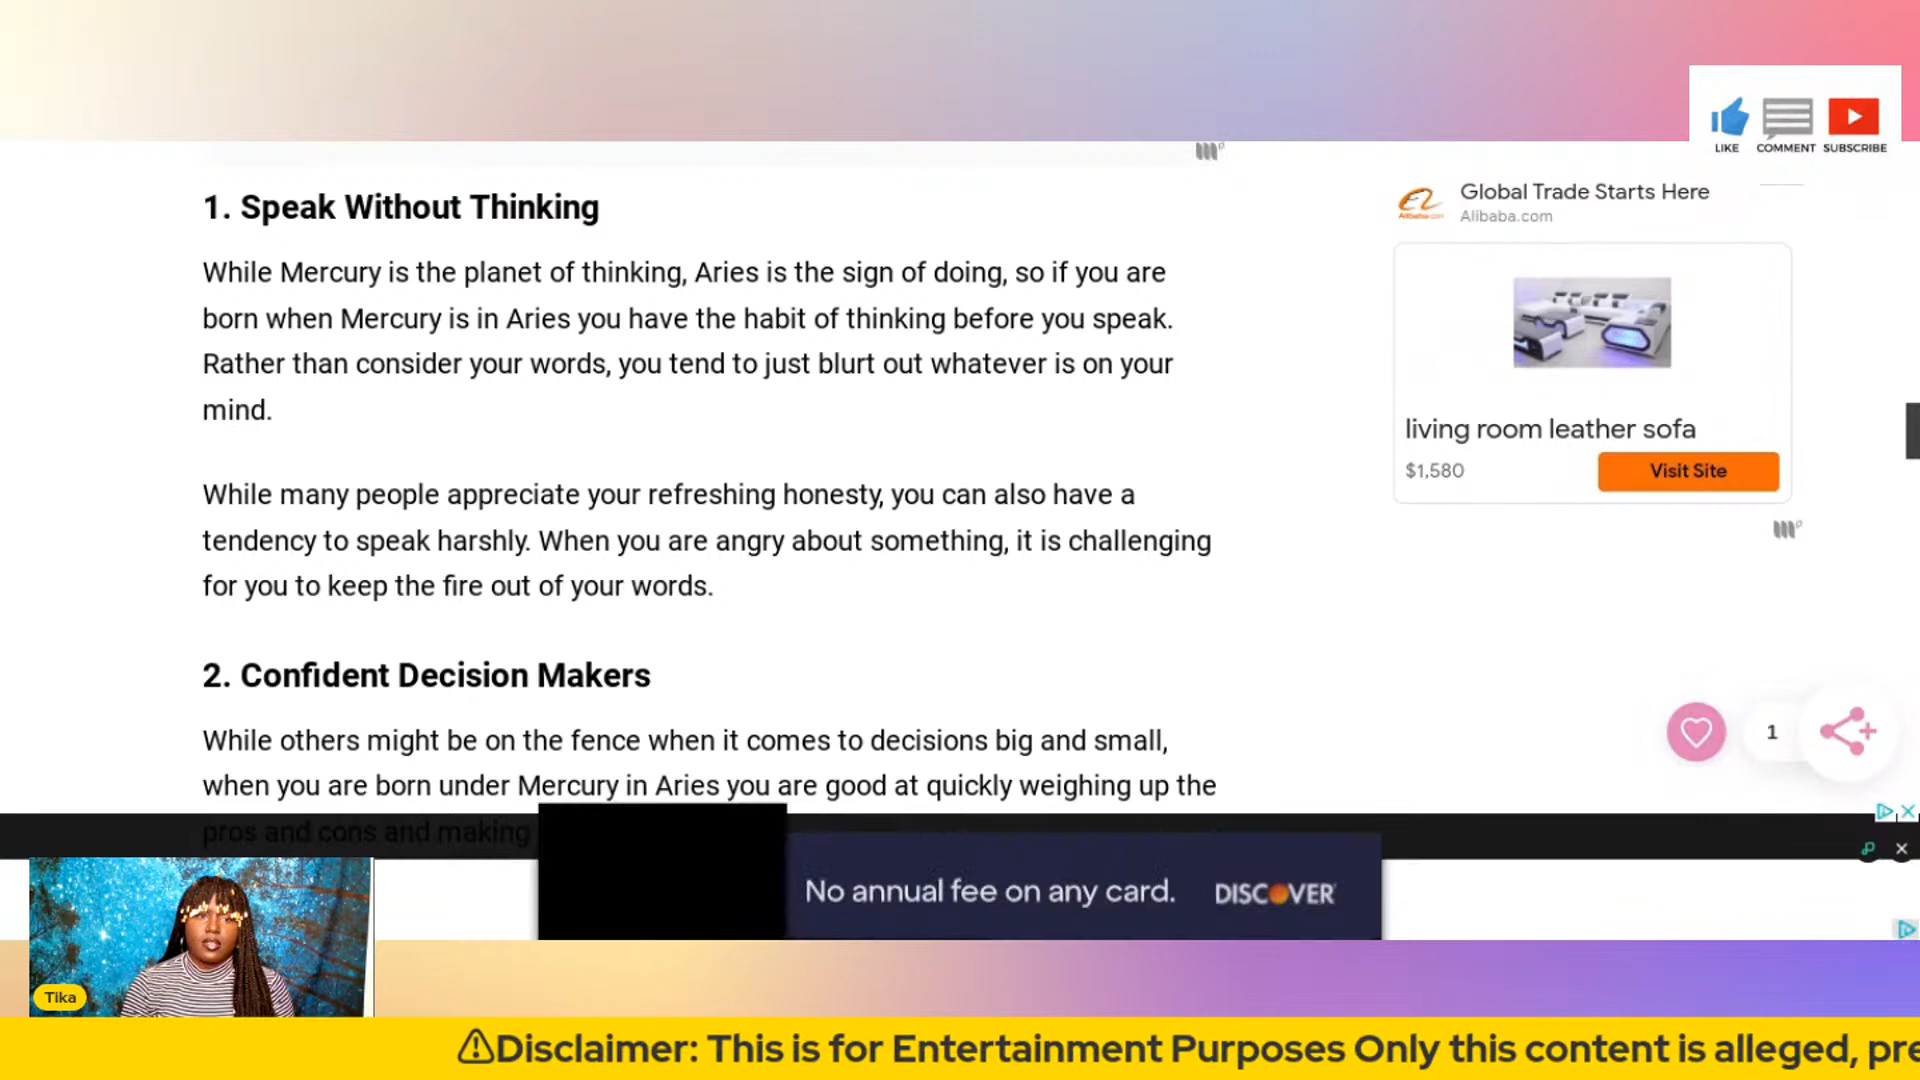 LIKE COMMENT SUBSCRIBE
Global Trade Starts Here
Alibaba.com
Alibaba.com
1. Speak Without Thinking
While Mercury is the planet of thinking, Aries is the sign of doing, so if you are
born when Mercury is in Aries you have the habit of thinking before you speak.
Rather than consider your words, you tend to just blurt out whatever is on your
mind.
living room leather sofa
$1,580
Visit Site
While many people appreciate your refreshing honesty, you can also have a
tendency to speak harshly. When you are angry about something, it is challenging
for you to keep the fire out of your words.
2. Confident Decision Makers
While others might be on the fence when it comes to decisions big and small,
when you are born under Mercury in Aries you are good at quickly weighing up the
pros and cons and making
1
No annual fee on any card. DISCOVER
Tika
⚠Disclaimer: This is for Entertainment Purposes Only this content is alleged, pre